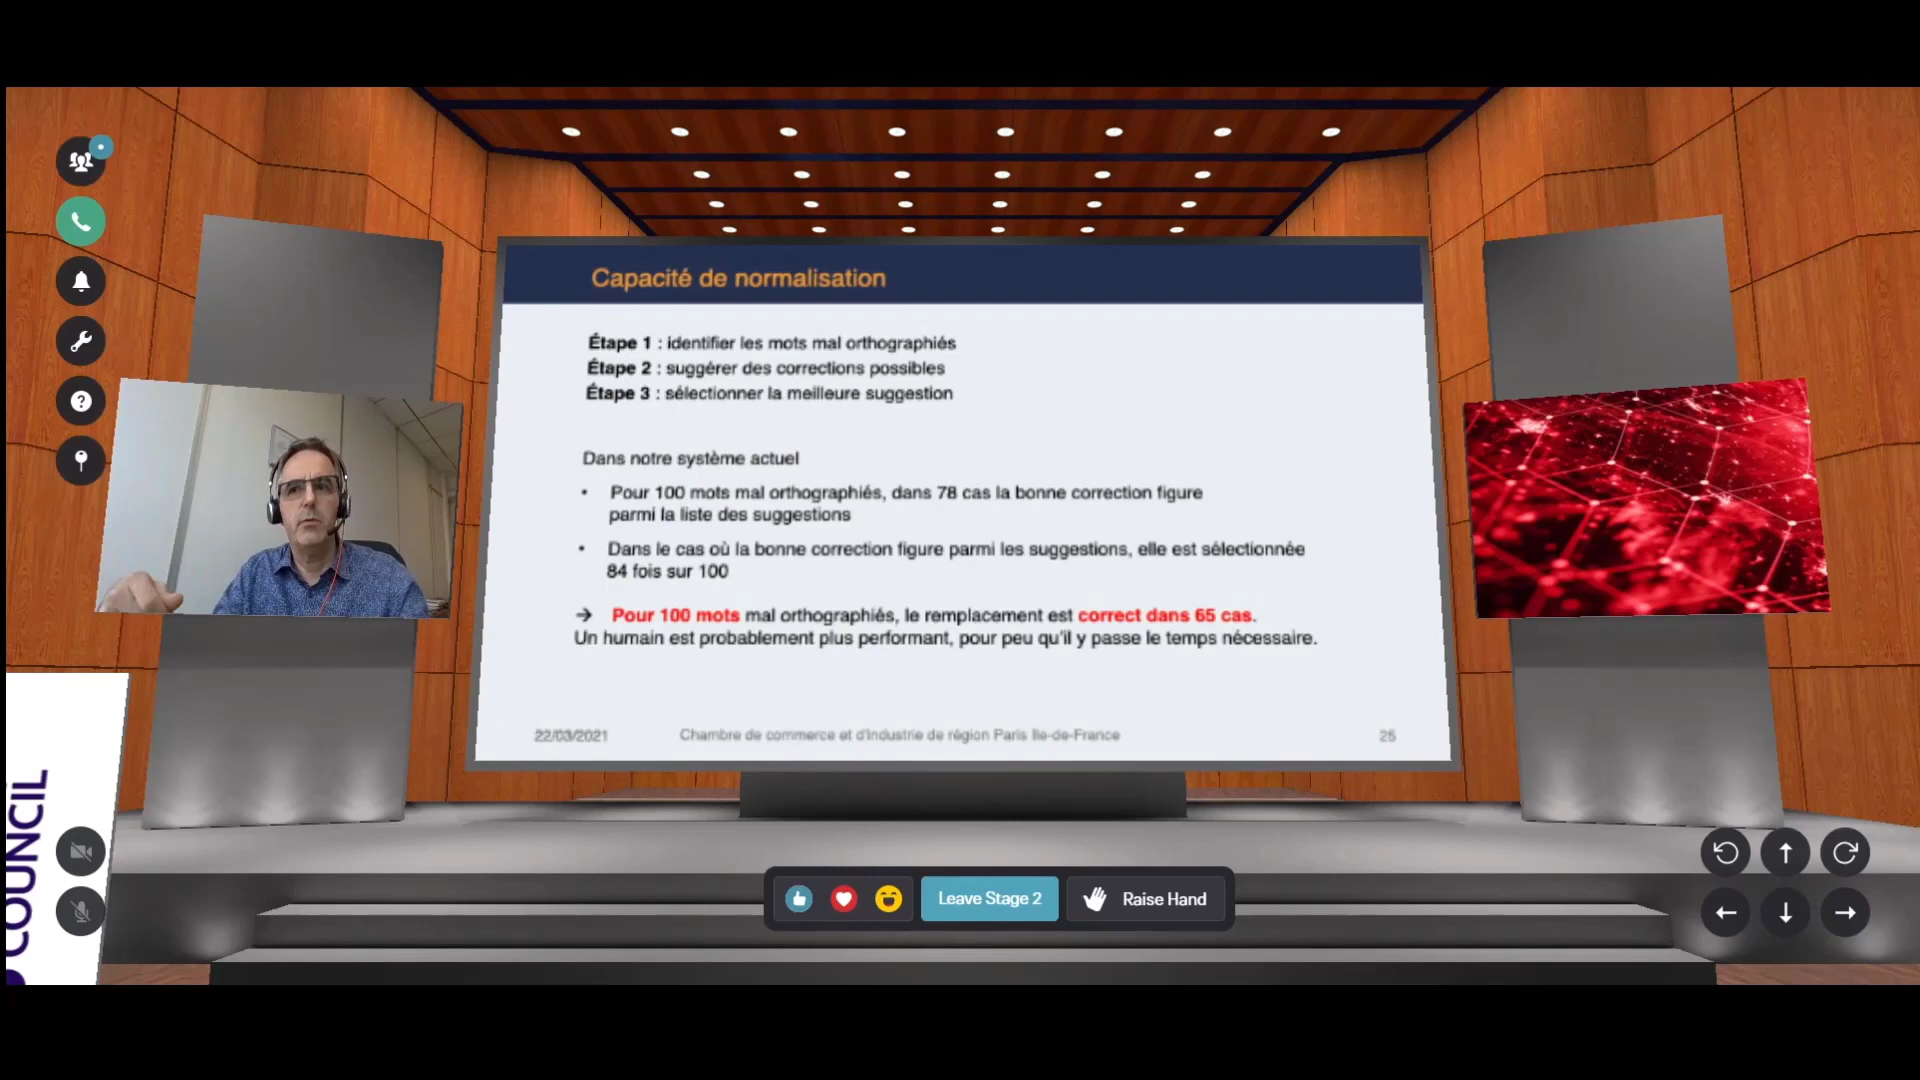 Capacité de normalisation
Étape 1 : identifier les mots mal orthographiés
Étape 2 : suggérer des corrections possibles
Étape 3 : sélectionner la meilleure suggestion
Dans notre système actuel
• Pour 100 mots mal orthographiés, dans 78 cas la bonne correction figure
parmi la liste des suggestions
• Dans le cas où la bonne correction figure parmi les suggestions, elle est sélectionnée
84 fois sur 100
→ Pour 100 mots mal orthographiés, le remplacement est correct dans 65 cas.
Un humain est probablement plus performant, pour peu qu'il y passe le temps nécessaire.
22/03/2021 Chambre de commerce et d'industrie de région Paris Ile-de-France 25
COUNCIL
Leave Stage 2 Raise Hand